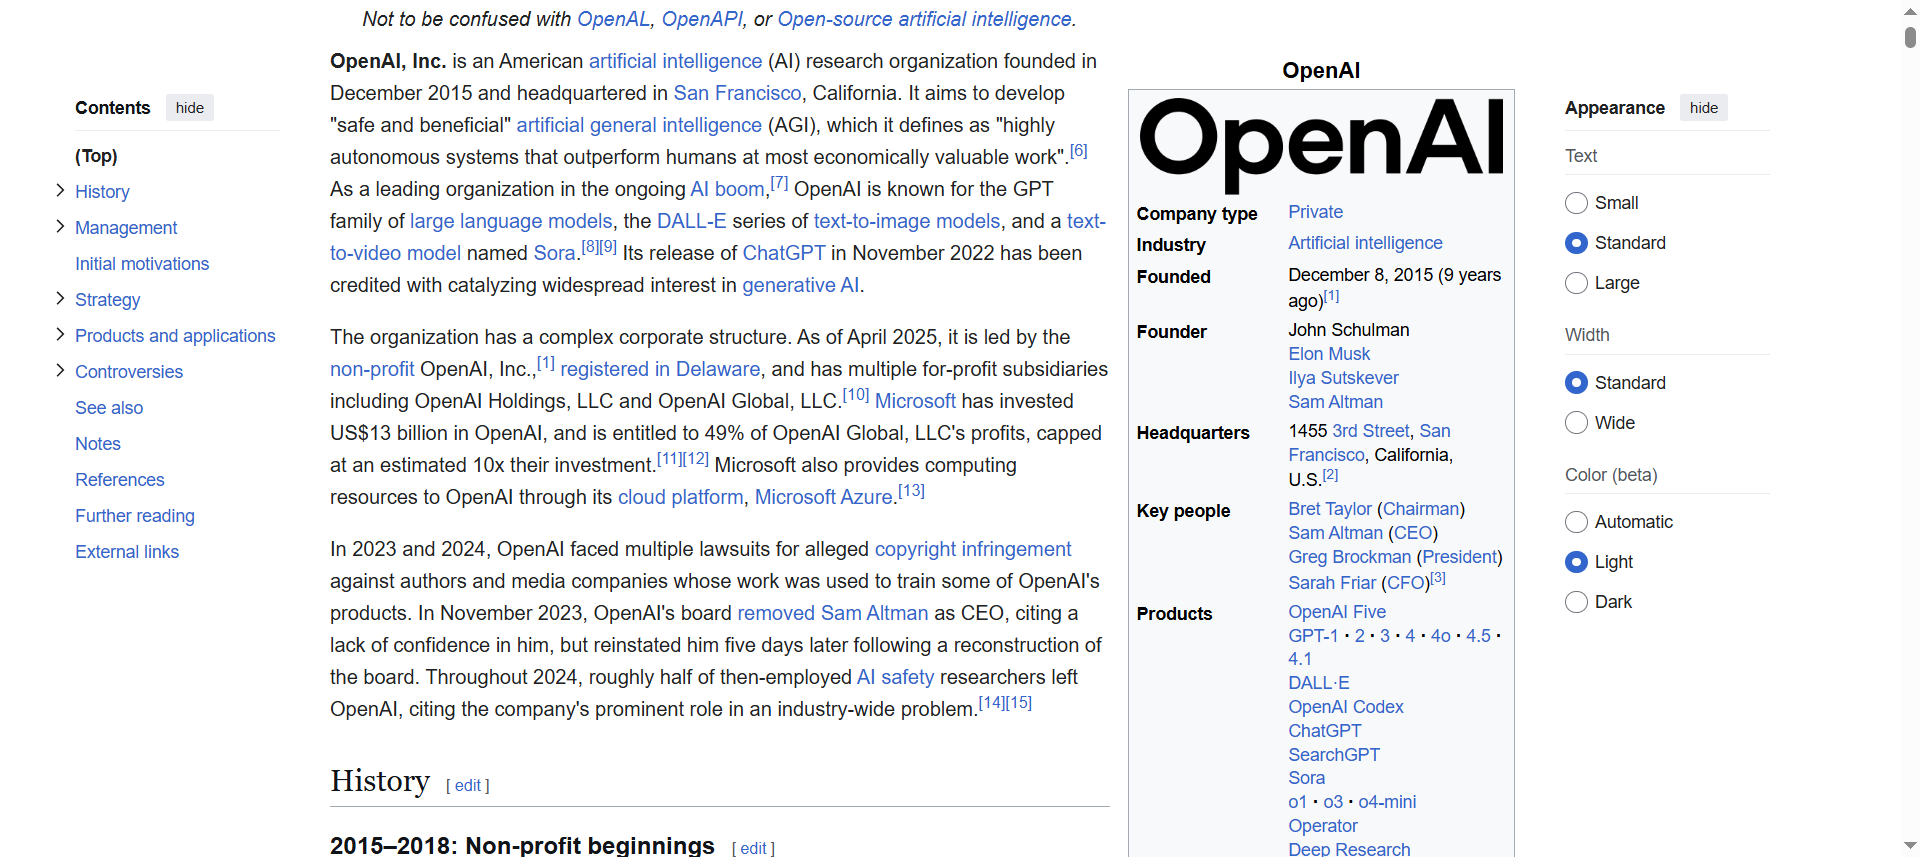 Not to be confused with OpenAL, OpenAPI, or Open-source artificial intelligence.
Contents hide
(Top)
History
Management
Initial motivations
Strategy
Products and applications
Controversies
See also
Notes
References
Further reading
External links
OpenAI, Inc. is an American artificial intelligence (AI) research organization founded in
December 2015 and headquartered in San Francisco, California. It aims to develop
"safe and beneficial" artificial general intelligence (AGI), which it defines as "highly
autonomous systems that outperform humans at most economically valuable work".[6]
As a leading organization in the ongoing AI boom,[7] OpenAI is known for the GPT
family of large language models, the DALL-E series of text-to-image models, and a text-
to-video model named Sora.[8][9] Its release of ChatGPT in November 2022 has been
credited with catalyzing widespread interest in generative AI.
The organization has a complex corporate structure. As of April 2025, it is led by the
non-profit OpenAI, Inc.,[1] registered in Delaware, and has multiple for-profit subsidiaries
including OpenAI Holdings, LLC and OpenAI Global, LLC.[10] Microsoft has invested
US$13 billion in OpenAI, and is entitled to 49% of OpenAI Global, LLC's profits, capped
at an estimated 10x their investment.[11][12] Microsoft also provides computing
resources to OpenAI through its cloud platform, Microsoft Azure.[13]
In 2023 and 2024, OpenAI faced multiple lawsuits for alleged copyright infringement
against authors and media companies whose work was used to train some of OpenAI's
products. In November 2023, OpenAI's board removed Sam Altman as CEO, citing a
lack of confidence in him, but reinstated him five days later following a reconstruction of
the board. Throughout 2024, roughly half of then-employed AI safety researchers left
OpenAI, citing the company's prominent role in an industry-wide problem.[14][15]
History [ edit ]
2015–2018: Non-profit beginnings [ edit ]
OpenAI
OpenAI
Company type Private
Industry Artificial intelligence
Founded December 8, 2015 (9 years
ago)[1]
Founder John Schulman
Elon Musk
Ilya Sutskever
Sam Altman
Headquarters 1455 3rd Street, San
Francisco, California,
U.S.[2]
Key people Bret Taylor (Chairman)
Sam Altman (CEO)
Greg Brockman (President)
Sarah Friar (CFO)[3]
Products OpenAI Five
GPT-1 · 2 · 3 · 4 · 4o · 4.5 ·
4.1
DALL·E
OpenAI Codex
ChatGPT
SearchGPT
Sora
o1 · o3 · o4-mini
Operator
Deep Research
Appearance hide
Text
Small
Standard
Large
Width
Standard
Wide
Color (beta)
Automatic
Light
Dark